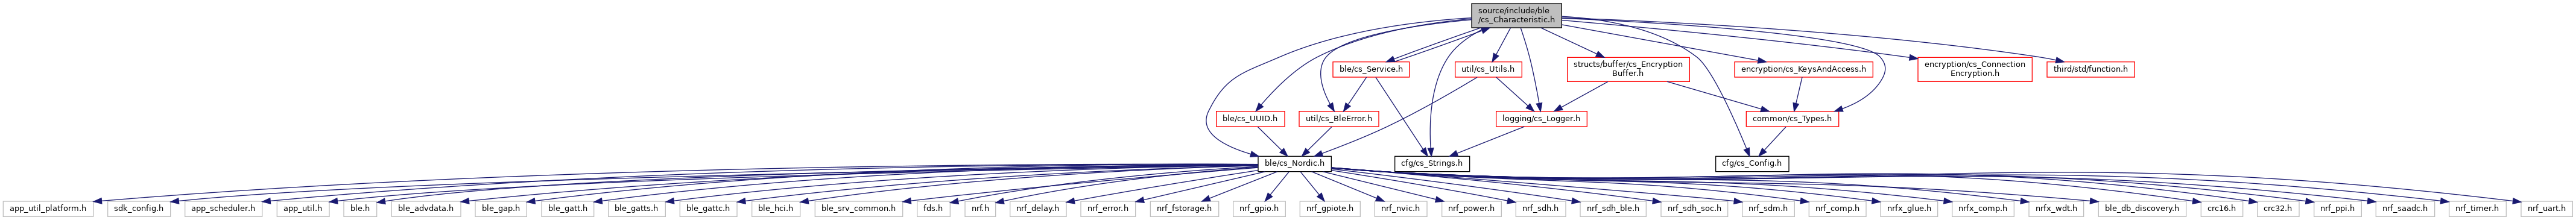 source/include/ble
/cs_Characteristic.h
ble/cs_Service.h
util/cs_Utils.h
structs/buffer/cs_Encryption
Buffer.h
encryption/cs_KeysAndAccess.h
encryption/cs_Connection
Encryption.h
third/std/function.h
ble/cs_UUID.h
util/cs_BleError.h
logging/cs_Logger.h
common/cs_Types.h
ble/cs_Nordic.h
cfg/cs_Strings.h
cfg/cs_Config.h
app_util_platform.h
sdk_config.h
app_scheduler.h
app_util.h
ble.h
ble_advdata.h
ble_gap.h
ble_gatt.h
ble_gatts.h
ble_gattc.h
ble_hci.h
ble_srv_common.h
fds.h
nrf.h
nrf_delay.h
nrf_error.h
nrf_fstorage.h
nrf_gpio.h
nrf_gpiote.h
nrf_nvic.h
nrf_power.h
nrf_sdh.h
nrf_sdh_ble.h
nrf_sdh_soc.h
nrf_sdm.h
nrf_comp.h
nrfx_glue.h
nrfx_comp.h
nrfx_wdt.h
ble_db_discovery.h
crc16.h
crc32.h
nrf_ppi.h
nrf_saadc.h
nrf_timer.h
nrf_uart.h